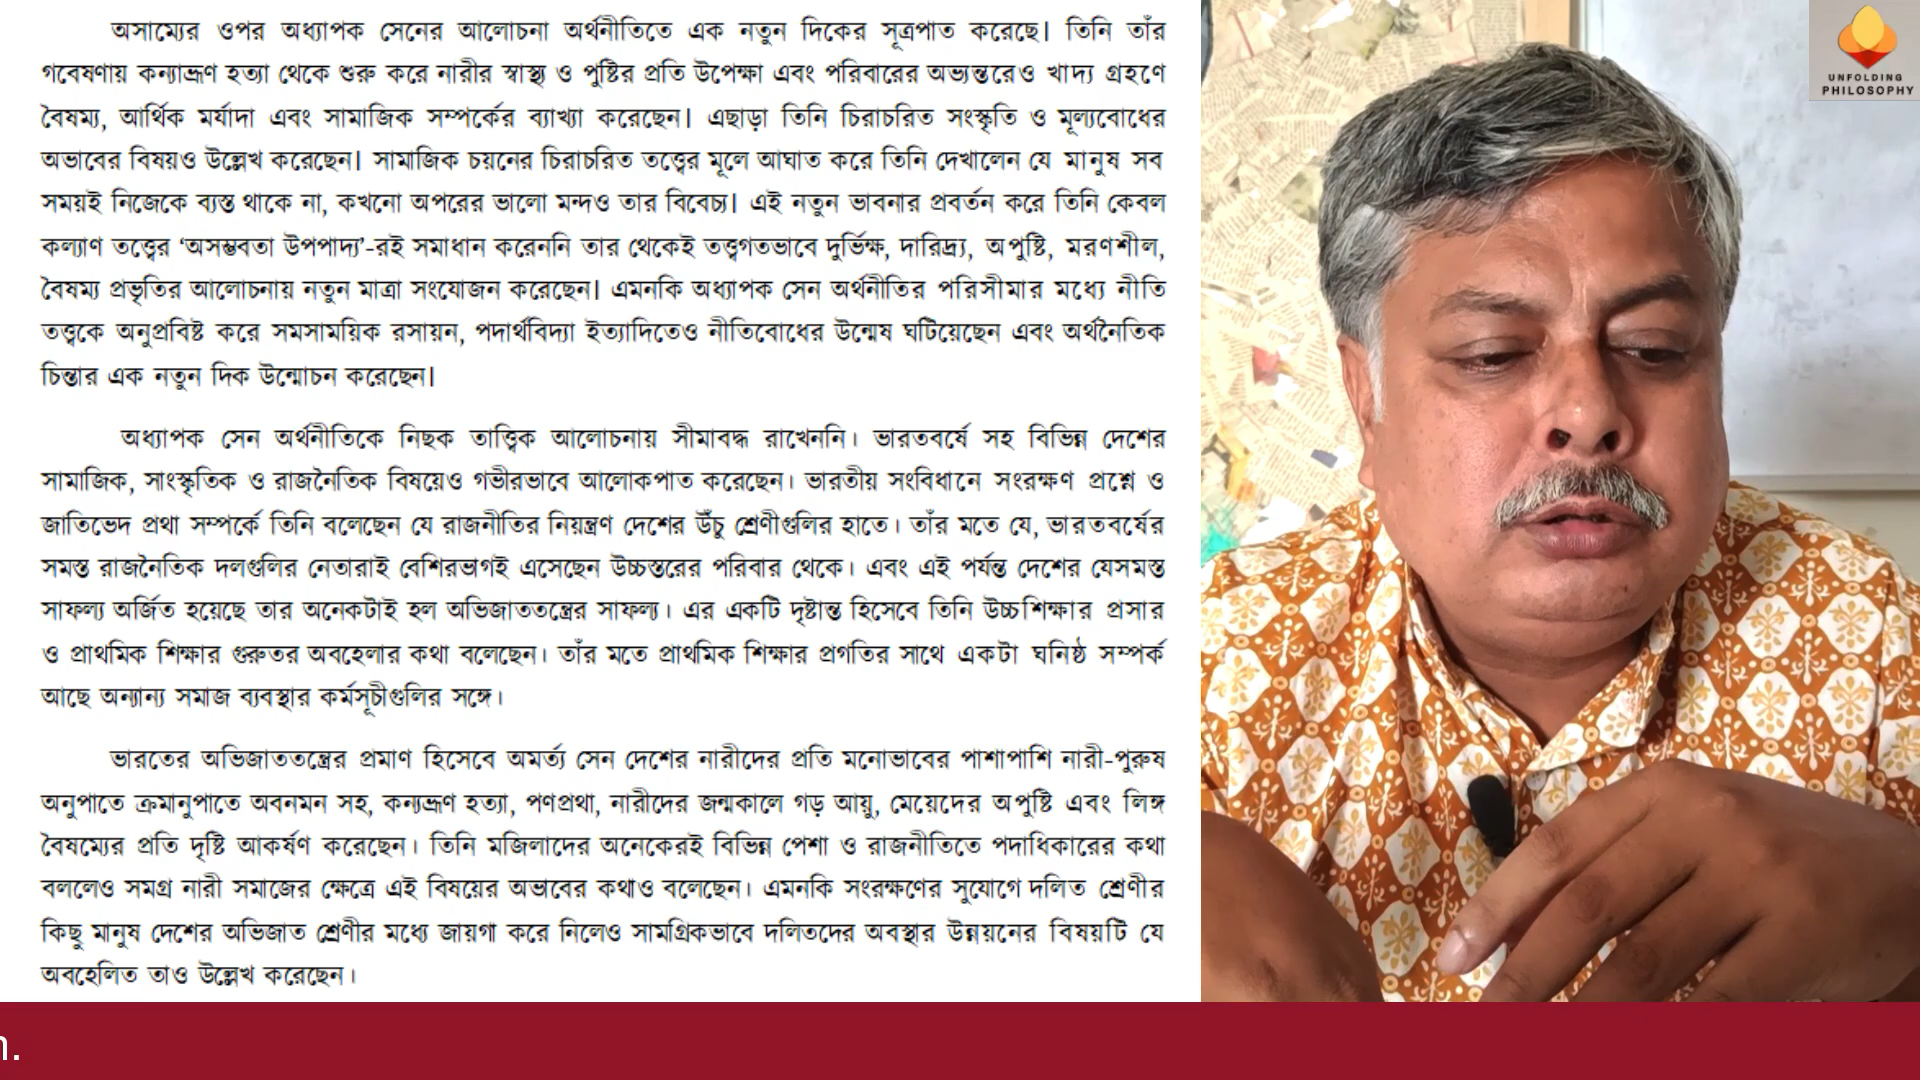 অসাম্যের ওপর অধ্যাপক সেনের আলোচনা অর্থনীতিতে এক নতুন দিকের সূত্রপাত করেছে। তিনি তাঁর
গবেষণায় কন্যাভ্রূণ হত্যা থেকে শুরু করে নারীর স্বাস্থ্য ও পুষ্টির প্রতি উপেক্ষা এবং পরিবারের অভ্যন্তরেও খাদ্য গ্রহণে
বৈষম্য, আর্থিক মর্যাদা এবং সামাজিক সম্পর্কের ব্যাখ্যা করেছেন। এছাড়া তিনি চিরাচরিত সংস্কৃতি ও মূল্যবোধের
অভাবের বিষয়ও উল্লেখ করেছেন। সামাজিক চয়নের চিরাচরিত তত্ত্বের মূলে আঘাত করে তিনি দেখালেন যে মানুষ সব
সময়ই নিজেকে ব্যস্ত থাকে না, কখনো অপরের ভালো মন্দও তার বিবেচ্য। এই নতুন ভাবনার প্রবর্তন করে তিনি কেবল
কল্যাণ তত্ত্বের ‘অসম্ভবতা উপপাদ্য’-রই সমাধান করেননি তার থেকেই তত্ত্বগতভাবে দুর্ভিক্ষ, দারিদ্র্য, অপুষ্টি, মরণশীল,
বৈষম্য প্রভৃতির আলোচনায় নতুন মাত্রা সংযোজন করেছেন। এমনকি অধ্যাপক সেন অর্থনীতির পরিসীমার মধ্যে নীতি
তত্ত্বকে অনুপ্রবিষ্ট করে সমসাময়িক রসায়ন, পদার্থবিদ্যা ইত্যাদিতেও নীতিবোধের উন্মেষ ঘটিয়েছেন এবং অর্থনৈতিক
চিন্তার এক নতুন দিক উন্মোচন করেছেন।
অধ্যাপক সেন অর্থনীতিকে নিছক তাত্ত্বিক আলোচনায় সীমাবদ্ধ রাখেননি। ভারতবর্ষে সহ বিভিন্ন দেশের
সামাজিক, সাংস্কৃতিক ও রাজনৈতিক বিষয়েও গভীরভাবে আলোকপাত করেছেন। ভারতীয় সংবিধানে সংরক্ষণ প্রশ্নে ও
জাতিভেদ প্রথা সম্পর্কে তিনি বলেছেন যে রাজনীতির নিয়ন্ত্রণ দেশের উঁচু শ্রেণীগুলির হাতে। তাঁর মতে যে, ভারতবর্ষের
সমস্ত রাজনৈতিক দলগুলির নেতারাই বেশিরভাগই এসেছেন উচ্চস্তরের পরিবার থেকে। এবং এই পর্যন্ত দেশের যেসমস্ত
সাফল্য অর্জিত হয়েছে তার অনেকটাই হল অভিজাততন্ত্রের সাফল্য। এর একটি দৃষ্টান্ত হিসেবে তিনি উচ্চশিক্ষার প্রসার
ও প্রাথমিক শিক্ষার গুরুতর অবহেলার কথা বলেছেন। তাঁর মতে প্রাথমিক শিক্ষার প্রগতির সাথে একটা ঘনিষ্ঠ সম্পর্ক
আছে অন্যান্য সমাজ ব্যবস্থার কর্মসূচীগুলির সঙ্গে।
ভারতের অভিজাততন্ত্রের প্রমাণ হিসেবে অমর্ত্য সেন দেশের নারীদের প্রতি মনোভাবের পাশাপাশি নারী-পুরুষ
অনুপাতে ক্রমানুপাতে অবনমন সহ, কন্যভ্রূণ হত্যা, পণপ্রথা, নারীদের জন্মকালে গড় আয়ু, মেয়েদের অপুষ্টি এবং লিঙ্গ
বৈষম্যের প্রতি দৃষ্টি আকর্ষণ করেছেন। তিনি মজিলাদের অনেকেরই বিভিন্ন পেশা ও রাজনীতিতে পদাধিকারের কথা
বললেও সমগ্র নারী সমাজের ক্ষেত্রে এই বিষয়ের অভাবের কথাও বলেছেন। এমনকি সংরক্ষণের সুযোগে দলিত শ্রেণীর
কিছু মানুষ দেশের অভিজাত শ্রেণীর মধ্যে জায়গা করে নিলেও সামগ্রিকভাবে দলিতদের অবস্থার উন্নয়নের বিষয়টি যে
অবহেলিত তাও উল্লেখ করেছেন।
UNFOLDING
PHILOSOPHY